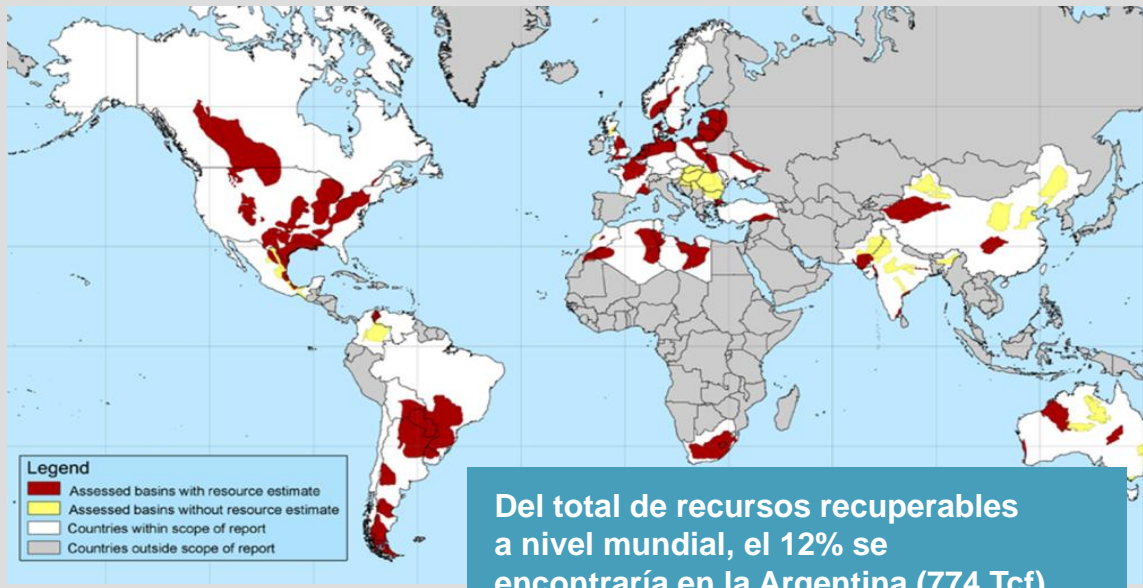 Legend
Assessed basins with resource estimate
Assessed basins without resource estimate
Countries within scope of report
Countries outside scope of report
Del total de recursos recuperables
a nivel mundial, el 12% se
encontraría en la Argentina (774 Tcf)